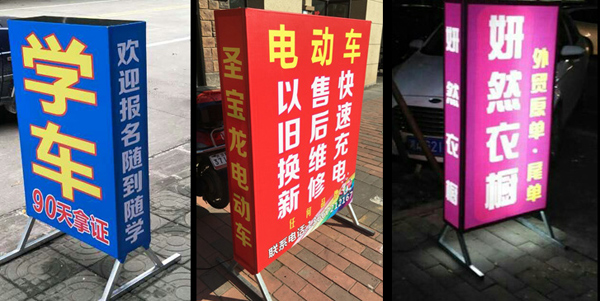 学车
90天拿证
欢迎报名随到随学
圣宝龙电动车
电动车
以旧换新
售后维修
快速充电
联系电话
妍然衣橱
妍然衣橱
外贸原单·尾单